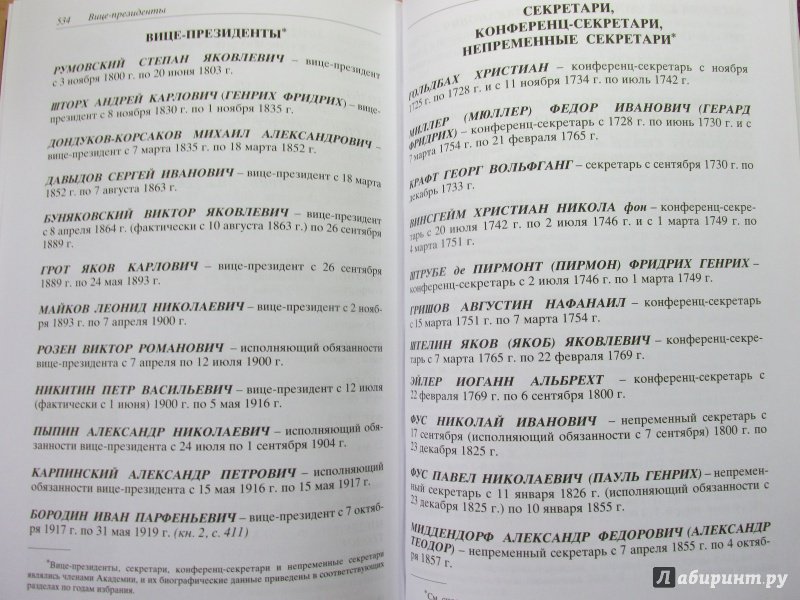 534 Вице-президенты
ВИЦЕ-ПРЕЗИДЕНТЫ*
РУМОВСКИЙ СТЕПАН ЯКОВЛЕВИЧ – вице-президент
с 3 ноября 1800 г. по 20 июня 1803 г.
ШТОРХ АНДРЕЙ КАРЛОВИЧ (ГЕНРИХ ФРИДРИХ) – вице-
президент с 8 ноября 1830 г. по 1 ноября 1835 г.
ДОНДУКОВ-КОРСАКОВ МИХАИЛ АЛЕКСАНДРОВИЧ –
вице-президент с 7 марта 1835 г. по 18 марта 1852 г.
ДАВЫДОВ СЕРГЕЙ ИВАНОВИЧ – вице-президент с 18 марта
1852 г. по 7 августа 1863 г.
БУНЯКОВСКИЙ ВИКТОР ЯКОВЛЕВИЧ – вице-президент
с 8 апреля 1864 г. (фактически с 10 августа 1863 г.) по 26 сентября
1889 г.
ГРОТ ЯКОВ КАРЛОВИЧ – вице-президент с 26 сентября
1889 г. по 24 мая 1893 г.
МАЙКОВ ЛЕОНИД НИКОЛАЕВИЧ – вице-президент с 2 нояб-
ря 1893 г. по 7 апреля 1900 г.
РОЗЕН ВИКТОР РОМАНОВИЧ – исполняющий обязанности
вице-президента с 7 апреля по 12 июля 1900 г.
НИКИТИН ПЕТР ВАСИЛЬЕВИЧ – вице-президент с 12 июля
(фактически с 1 июня) 1900 г. по 5 мая 1916 г.
ПЫПИН АЛЕКСАНДР НИКОЛАЕВИЧ – исполняющий обя-
занности вице-президента с 24 июля по 1 сентября 1904 г.
КАРПИНСКИЙ АЛЕКСАНДР ПЕТРОВИЧ – исполняющий
обязанности вице-президента с 15 мая 1916 г. по 15 мая 1917 г.
БОРОДИН ИВАН ПАРФЕНЬЕВИЧ – вице-президент с 7 октяб-
ря 1917 г. по 31 мая 1919 г. (кн. 2, с. 411)
*Вице-президенты, секретари, конференц-секретари и непременные секретари
являлись членами Академии, и их биографические данные приведены в соответствующих
разделах по годам избрания.
СЕКРЕТАРИ,
КОНФЕРЕНЦ-СЕКРЕТАРИ,
НЕПРЕМЕННЫЕ СЕКРЕТАРИ*
ГОЛЬДБАХ ХРИСТИАН – конференц-секретарь с ноября
1725 г. по 1728 г. и с 11 ноября 1734 г. по июль 1742 г.
МИЛЛЕР (МЮЛЛЕР) ФЕДОР ИВАНОВИЧ (ГЕРАРД
ФРИДРИХ) – конференц-секретарь с 1728 г. по июнь 1730 г. и с
7 марта 1754 г. по 21 февраля 1765 г.
КРАФТ ГЕОРГ ВОЛЬФГАНГ – секретарь с сентября 1730 г. по
декабрь 1733 г.
ВИНСГЕЙМ ХРИСТИАН НИКОЛА фон – конференц-секре-
тарь с 20 июля 1742 г. по 2 июля 1746 г. и с 1 марта 1749 г. по
4 марта 1751 г.
ШТРУБЕ де ПИРМОНТ (ПИРМОН) ФРИДРИХ ГЕНРИХ –
конференц-секретарь с 2 июля 1746 г. по 1 марта 1749 г.
ГРИШОВ АВГУСТИН НАФАНАИЛ – конференц-секретарь
с 15 марта 1751 г. по 7 марта 1754 г.
ШТЕЛИН ЯКОВ (ЯКОБ) ЯКОВЛЕВИЧ – конференц-секре-
тарь с 7 марта 1765 г. по 22 февраля 1769 г.
ЭЙЛЕР ИОГАНН АЛЬБРЕХТ – конференц-секретарь с
22 февраля 1769 г. по 6 сентября 1800 г.
ФУС НИКОЛАЙ ИВАНОВИЧ – непременный секретарь с
17 сентября (исполняющий обязанности с 7 сентября) 1800 г. по
23 декабря 1825 г.
ФУС ПАВЕЛ НИКОЛАЕВИЧ (ПАУЛЬ ГЕНРИХ) – непремен-
ный секретарь с 11 января 1826 г. (исполняющий обязанности с
23 декабря 1825 г.) по 10 января 1855 г.
МИДДЕНДОРФ АЛЕКСАНДР ФЕДОРОВИЧ (АЛЕКСАНДР
ТЕОДОР) – непременный секретарь с 7 апреля 1855 г. по 4 октяб-
ря 1857 г.
*См.
Лабиринт.ру